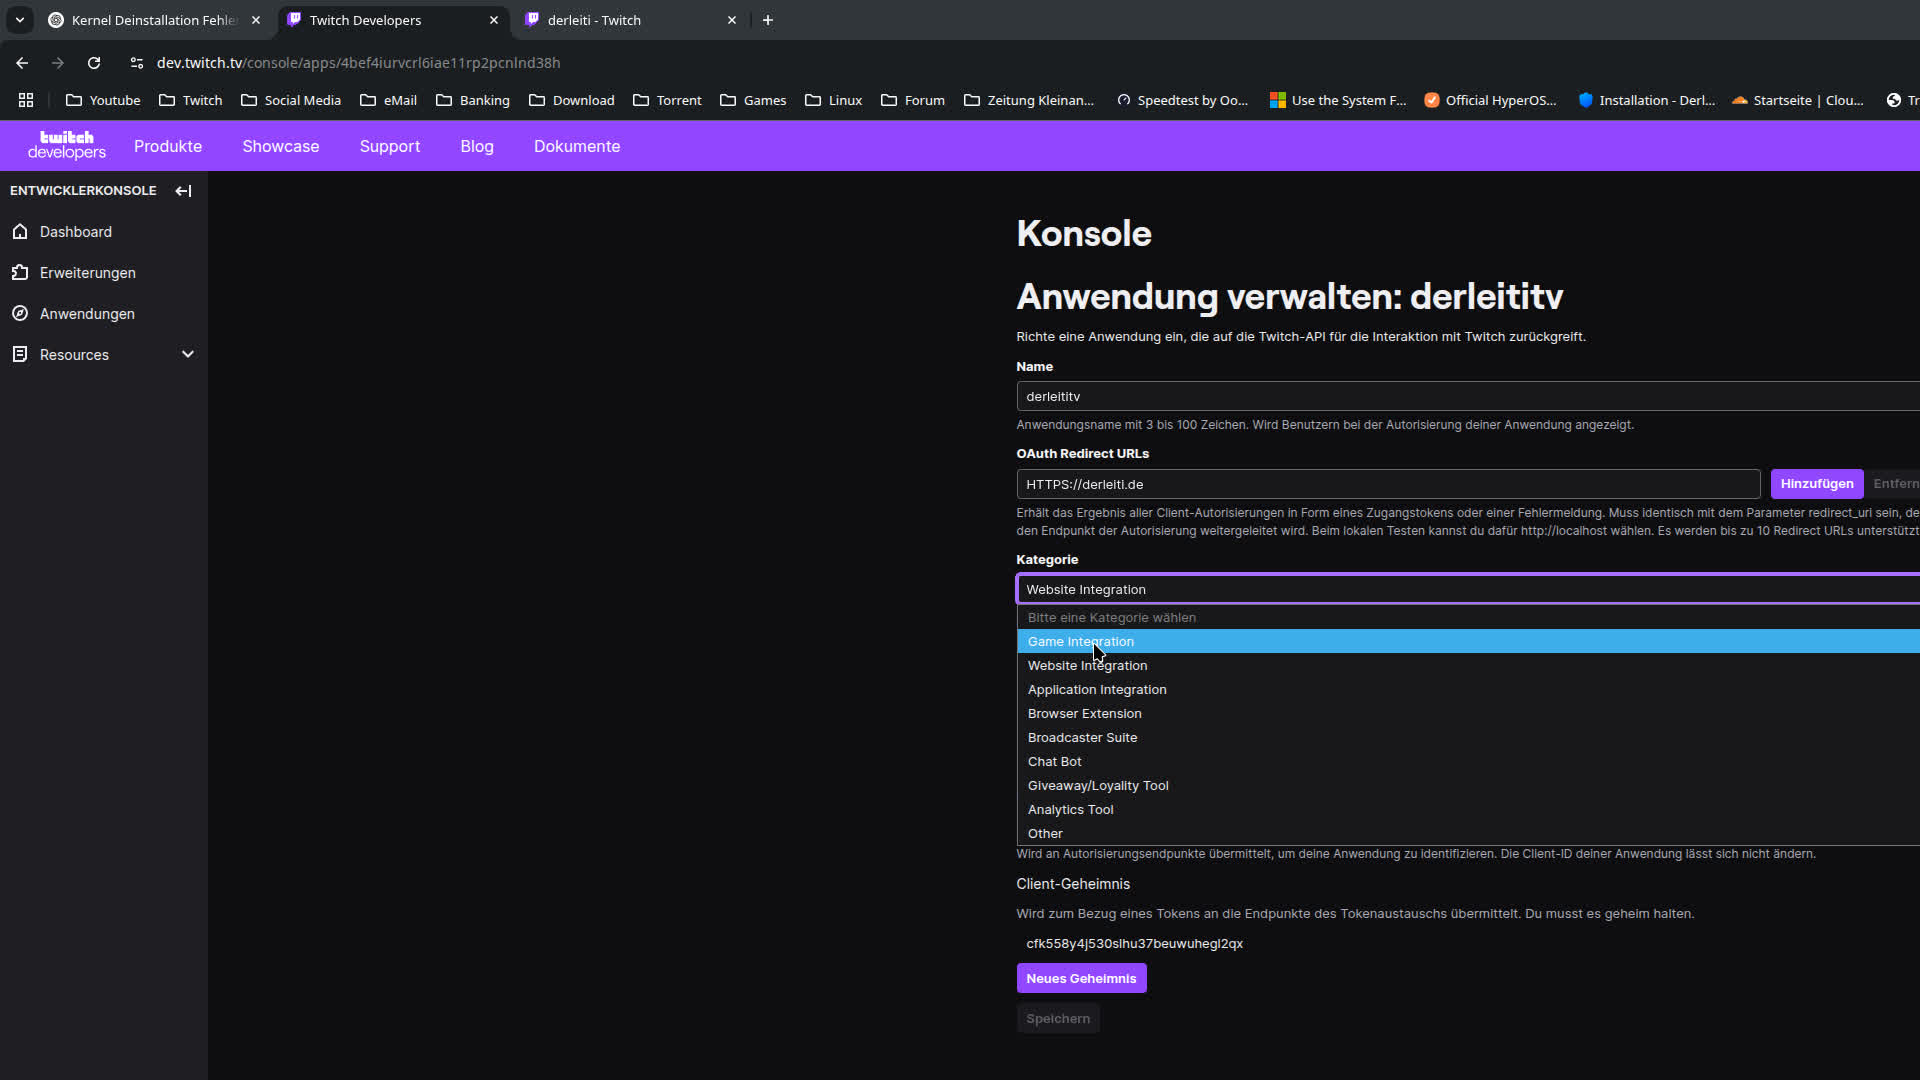 Kernel Deinstallation Fehle
Twitch Developers
derleiti - Twitch
dev.twitch.tv/console/apps/4bef4iurvcrl6iae11rp2pcnlnd38h
Youtube
Twitch
Social Media
eMail
Banking
Download
Torrent
Games
Linux
Forum
Zeitung Kleinan...
Speedtest by Oo...
Use the System F...
Official HyperOS...
Installation - Derl...
Startseite | Clou...
Tr
twitch
developers
Produkte
Showcase
Support
Blog
Dokumente
ENTWICKLERKONSOLE
Dashboard
Erweiterungen
Anwendungen
Resources
Konsole
Anwendung verwalten: derleititv
Richte eine Anwendung ein, die auf die Twitch-API für die Interaktion mit Twitch zurückgreift.
Name
derleititv
Anwendungsname mit 3 bis 100 Zeichen. Wird Benutzern bei der Autorisierung deiner Anwendung angezeigt.
OAuth Redirect URLs
HTTPS://derleiti.de
Hinzufügen
Entfern
Erhält das Ergebnis aller Client-Autorisierungen in Form eines Zugangstokens oder einer Fehlermeldung. Muss identisch mit dem Parameter redirect_uri sein, de
den Endpunkt der Autorisierung weitergeleitet wird. Beim lokalen Testen kannst du dafür http://localhost wählen. Es werden bis zu 10 Redirect URLs unterstützt
Kategorie
Website Integration
Bitte eine Kategorie wählen
Game Integration
Website Integration
Application Integration
Browser Extension
Broadcaster Suite
Chat Bot
Giveaway/Loyality Tool
Analytics Tool
Other
Wird an Autorisierungsendpunkte übermittelt, um deine Anwendung zu identifizieren. Die Client-ID deiner Anwendung lässt sich nicht ändern.
Client-Geheimnis
Wird zum Bezug eines Tokens an die Endpunkte des Tokenaustauschs übermittelt. Du musst es geheim halten.
cfk558y4j530slhu37beuwuhegl2qx
Neues Geheimnis
Speichern